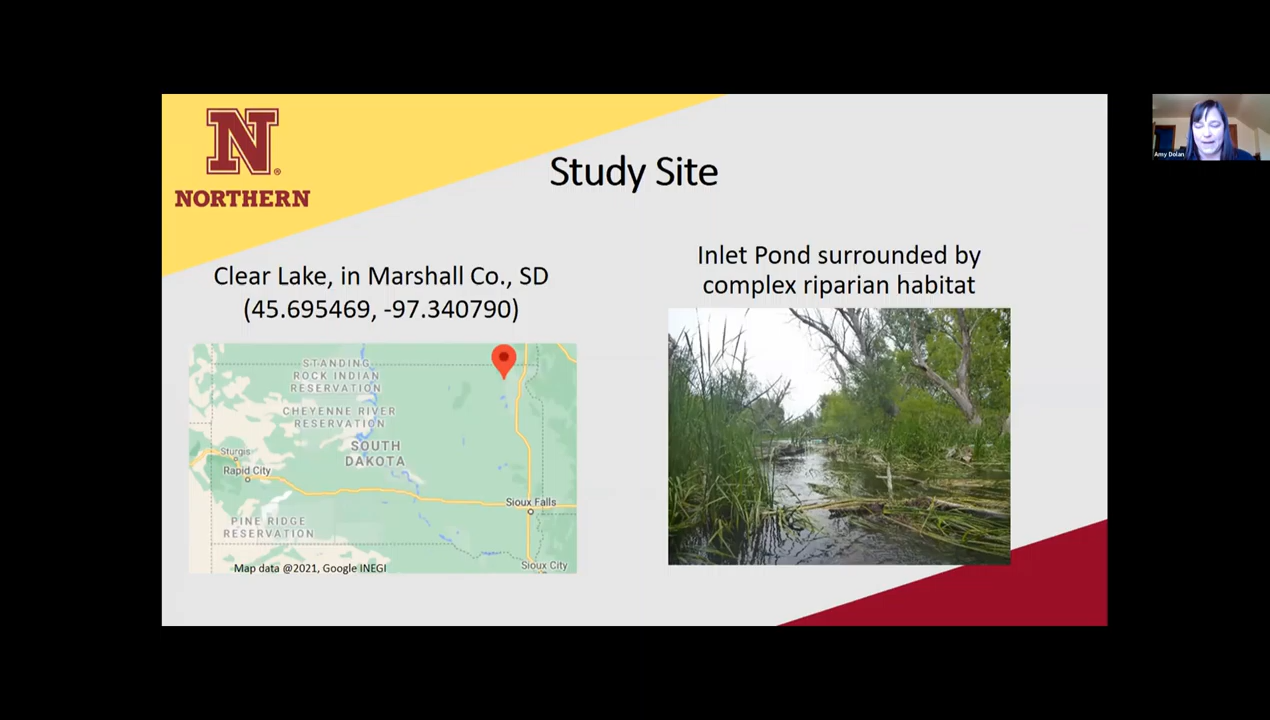 N
NORTHERN
Study Site
Clear Lake, in Marshall Co., SD
(45.695469, -97.340790)
STANDING
ROCK INDIAN
RESERVATION
CHEYENNE RIVER
RESERVATION
SOUTH
DAKOTA
Sturgis
Rapid City
Sioux Falls
PINE RIDGE
RESERVATION
Sioux City
Map data @2021, Google INEGI
Inlet Pond surrounded by
complex riparian habitat
Amy Dolan